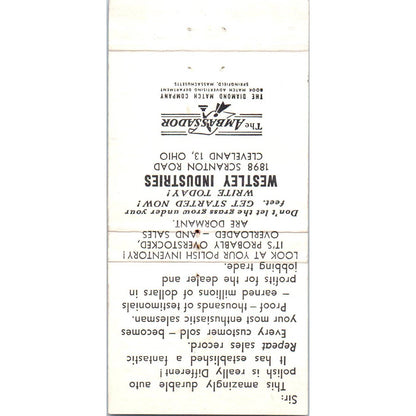 Sir:
This amazingly durable auto
polish is really Different!
It has established a fantastic
Repeat sales record.
Every customer sold – becomes
your most enthusiastic salesman.
Proof – thousands of testimonials
– earned millions of dollars in
profits for the dealer and
jobbing trade.
LOOK AT YOUR POLISH INVENTORY!
IT'S PROBABLY OVERSTOCKED,
OVERLOADED – AND SALES
ARE DORMANT.
Don't let the grass grow under your
feet. GET STARTED NOW!
WRITE TODAY!
WESTLEY INDUSTRIES
1898 SCRANTON ROAD
CLEVELAND 13, OHIO
The AMBASSADOR
THE DIAMOND MATCH COMPANY
BOOK MATCH ADVERTISING DEPARTMENT
SPRINGFIELD, MASSACHUSETTS